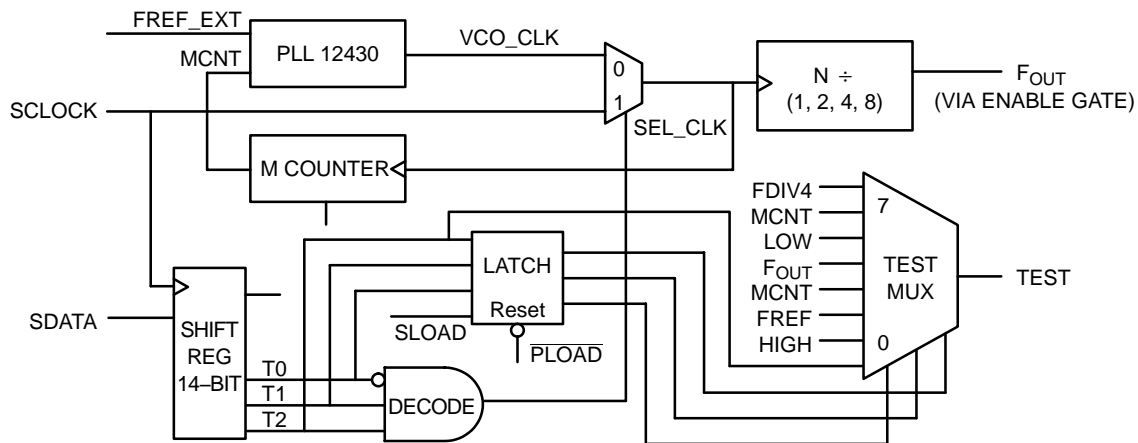 FREF_EXT
MCNT
PLL 12430
VCO_CLK
0
1
SCLOCK
SEL_CLK
N ÷
(1, 2, 4, 8)
FOUT
(VIA ENABLE GATE)
M COUNTER
FDIV4
MCNT
LOW
FOUT
MCNT
FREF
HIGH
7
0
TEST
MUX
TEST
LATCH
Reset
SLOAD
PLOAD
SDATA
SHIFT
REG
14–BIT
T0
T1
T2
DECODE